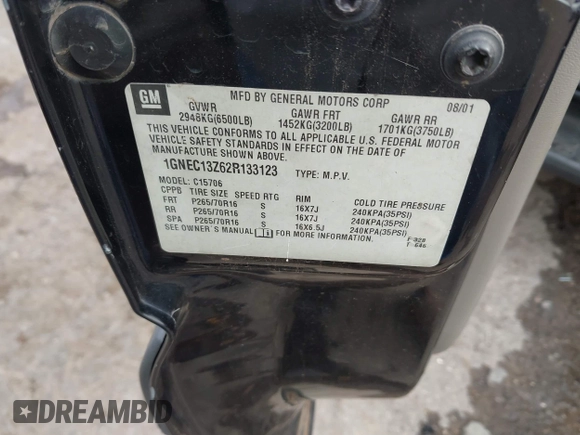 GM
MFD BY GENERAL MOTORS CORP 08/01
GVWR GAWR FRT GAWR RR
2948KG(6500LB) 1452KG(3200LB) 1701KG(3750LB)
THIS VEHICLE CONFORMS TO ALL APPLICABLE U.S. FEDERAL MOTOR
VEHICLE SAFETY STANDARDS IN EFFECT ON THE DATE OF
MANUFACTURE SHOWN ABOVE.
1GNEC13Z62R133123 TYPE: M.P.V.
MODEL: C15706
CPPB TIRE SIZE SPEED RTG RIM COLD TIRE PRESSURE
FRT P265/70R16 S 16X7J 240KPA(35PSI)
RR P265/70R16 S 16X7J 240KPA(35PSI)
SPA P265/70R16 S 16X6.5J 240KPA(35PSI)
SEE OWNER'S MANUAL FOR MORE INFORMATION. F-328
F-646
DREAMBID